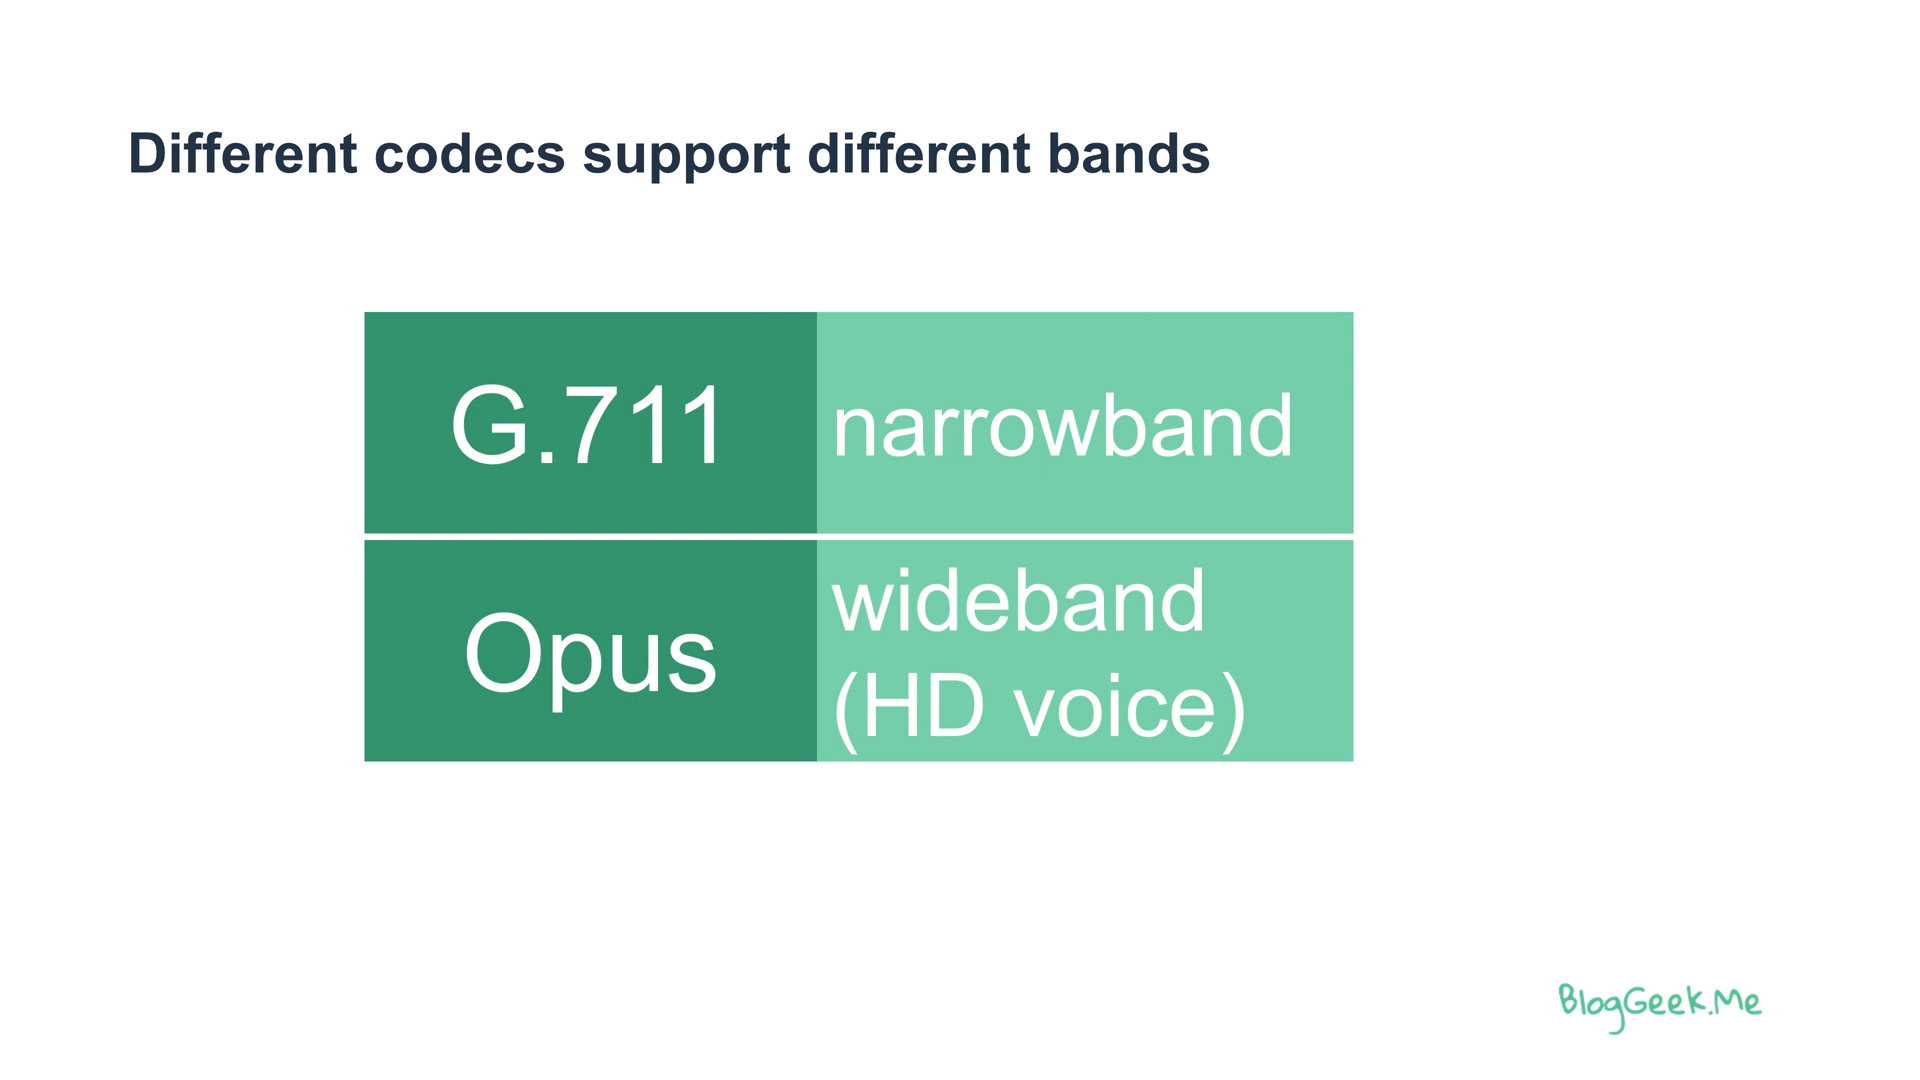 Different codecs support different bands
G.711
narrowband
Opus
wideband
(HD voice)
BlogGeek.Me